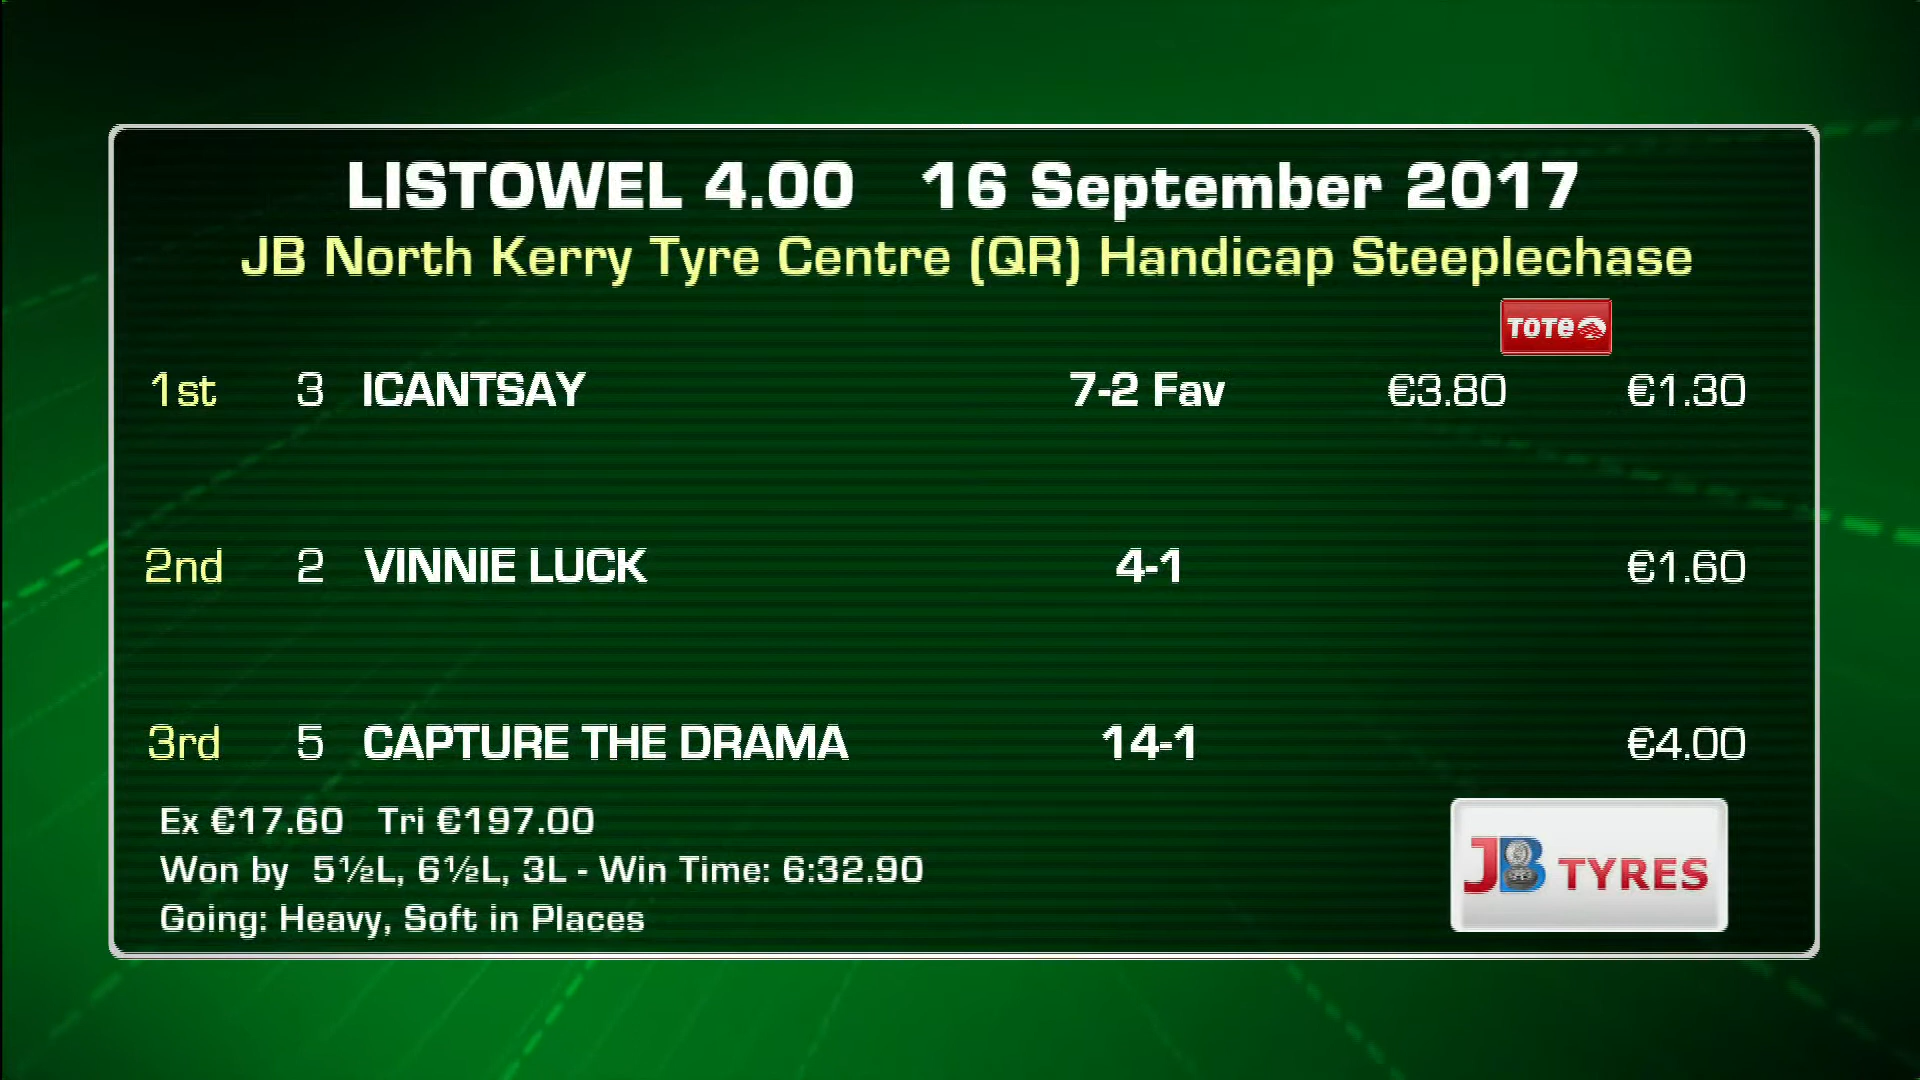 LISTOWEL 4.00 16 September 2017
JB North Kerry Tyre Centre (QR) Handicap Steeplechase
TOTE
1st 3 ICANTSAY 7-2 Fav €3.80 €1.30
2nd 2 VINNIE LUCK 4-1 €1.60
3rd 5 CAPTURE THE DRAMA 14-1 €4.00
Ex €17.60 Tri €197.00
Won by 5½L, 6½L, 3L - Win Time: 6:32.90
Going: Heavy, Soft in Places
JB TYRES